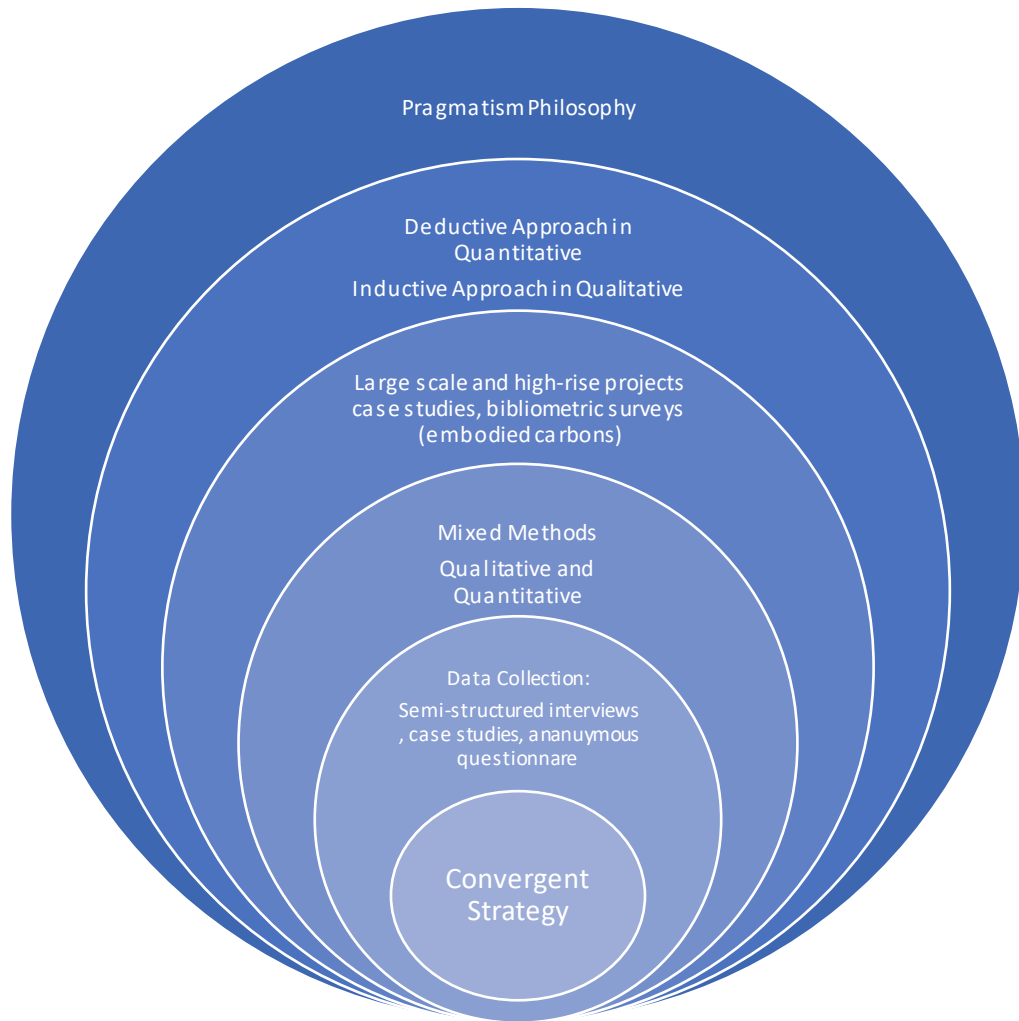 Pragmatism Philosophy
Deductive Approach in
Quantitative
Inductive Approach in Qualitative
Large scale and high-rise projects
case studies, bibliometric surveys
(embodied carbons)
Mixed Methods
Qualitative and
Quantitative
Data Collection:
Semi-structured interviews
, case studies, ananuymous
questionnare
Convergent
Strategy